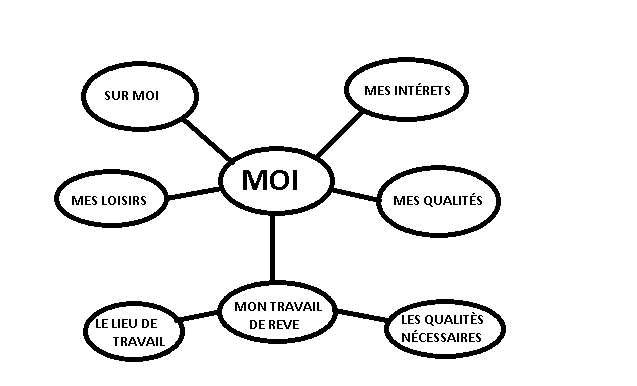 SUR MOI
MES INTÉRETS
MOI
MES LOISIRS
MES QUALITÉS
MON TRAVAIL
DE REVE
LE LIEU DE
TRAVAIL
LES QUALITÈS
NÉCESSAIRES